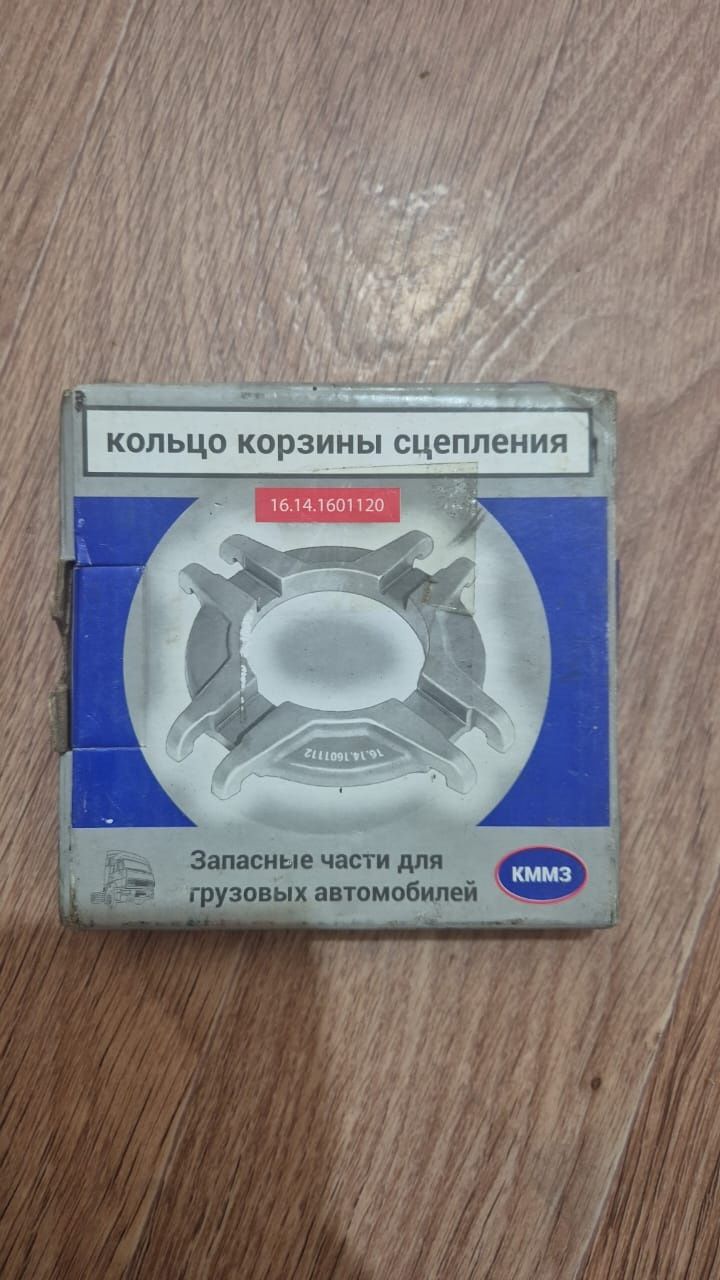 кольцо корзины сцепления
16.14.1601120
16.14.1601112
Запасные части для
грузовых автомобилей
КММЗ